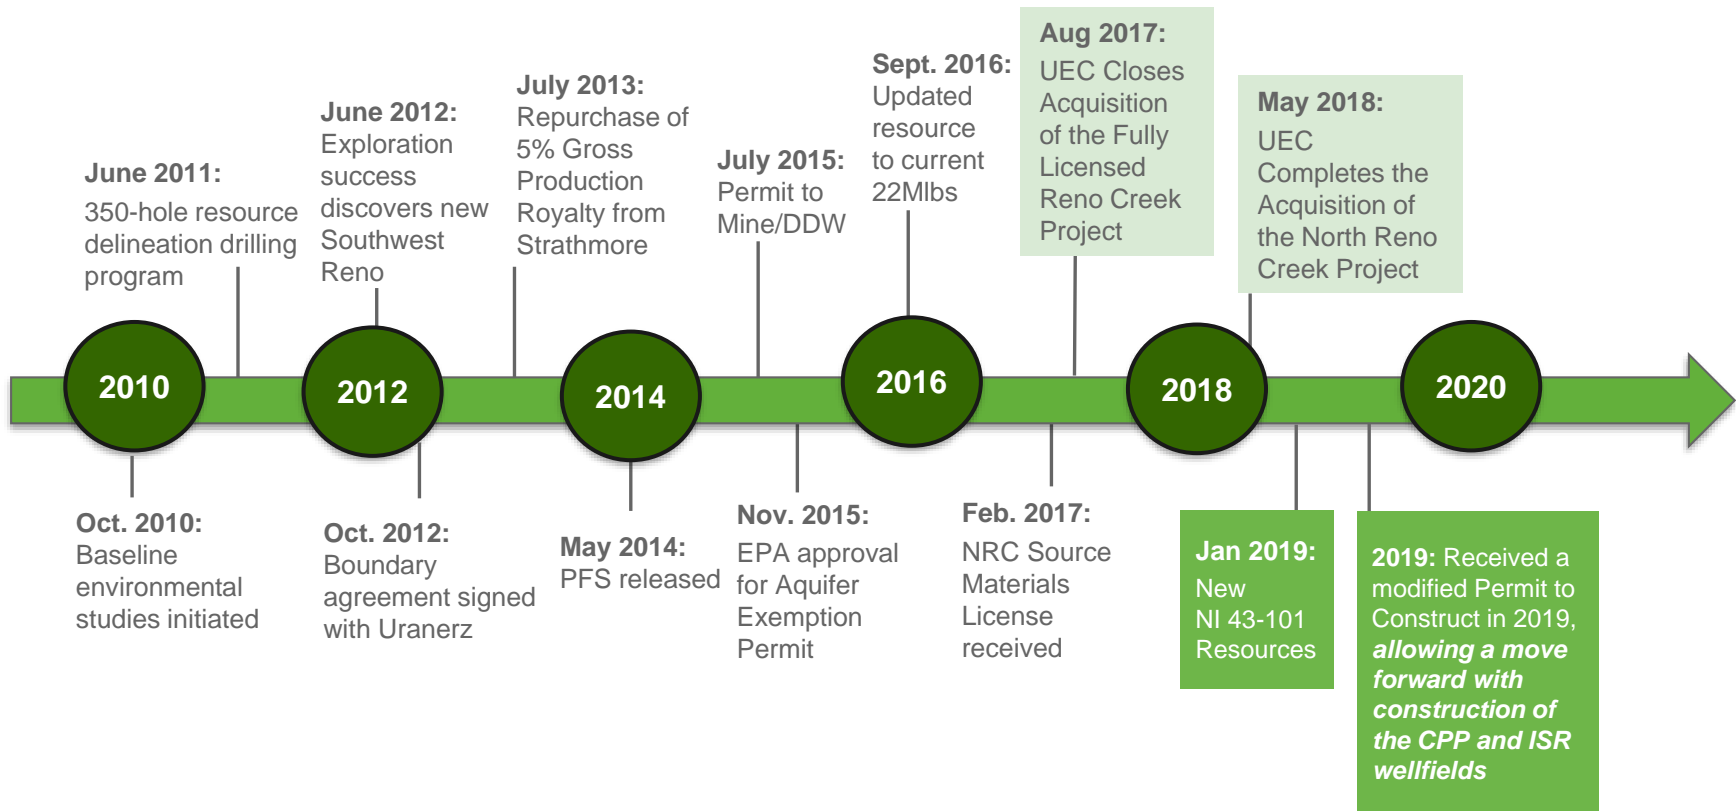 June 2011:
350-hole resource
delineation drilling
program
June 2012:
Exploration
success
discovers new
Southwest
Reno
July 2013:
Repurchase of
5% Gross
Production
Royalty from
Strathmore
July 2015:
Permit to
Mine/DDW
Sept. 2016:
Updated
resource
to current
22Mlbs
Aug 2017:
UEC Closes
Acquisition
of the Fully
Licensed
Reno Creek
Project
May 2018:
UEC
Completes the
Acquisition of
the North Reno
Creek Project
2010
2012
2014
2016
2018
2020
Oct. 2010:
Baseline
environmental
studies initiated
Oct. 2012:
Boundary
agreement signed
with Uranerz
May 2014:
PFS released
Nov. 2015:
EPA approval
for Aquifer
Exemption
Permit
Feb. 2017:
NRC Source
Materials
License
received
Jan 2019:
New
NI 43-101
Resources
2019: Received a
modified Permit to
Construct in 2019,
allowing a move
forward with
construction of
the CPP and ISR
wellfields